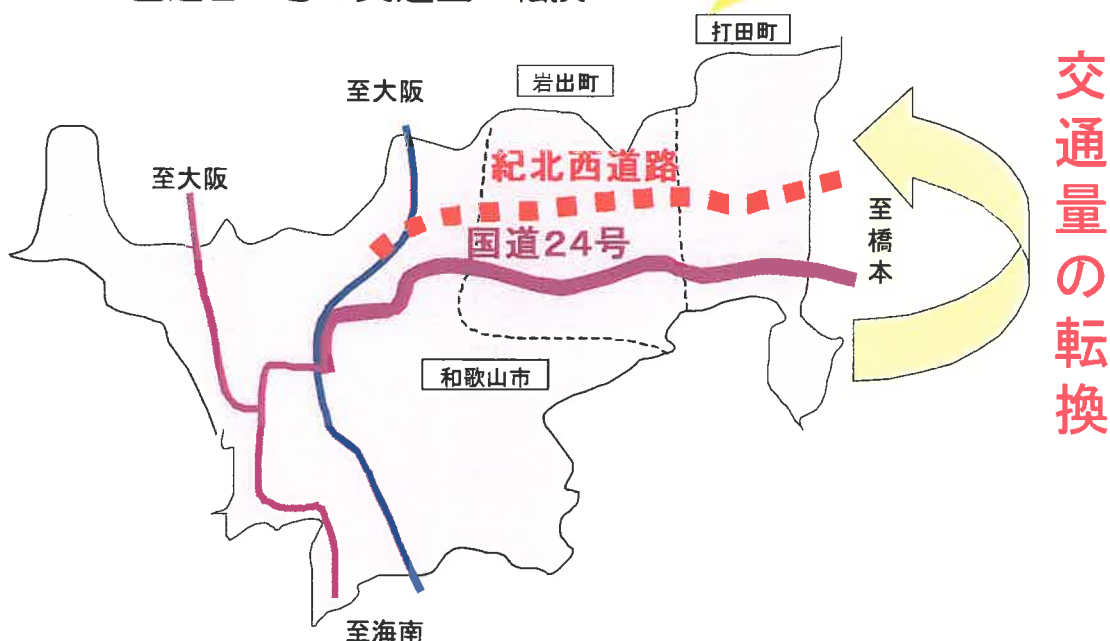 打田町
岩出町
至大阪
至大阪
紀北西道路
国道24号
至橋本
和歌山市
至海南
交通量の転換